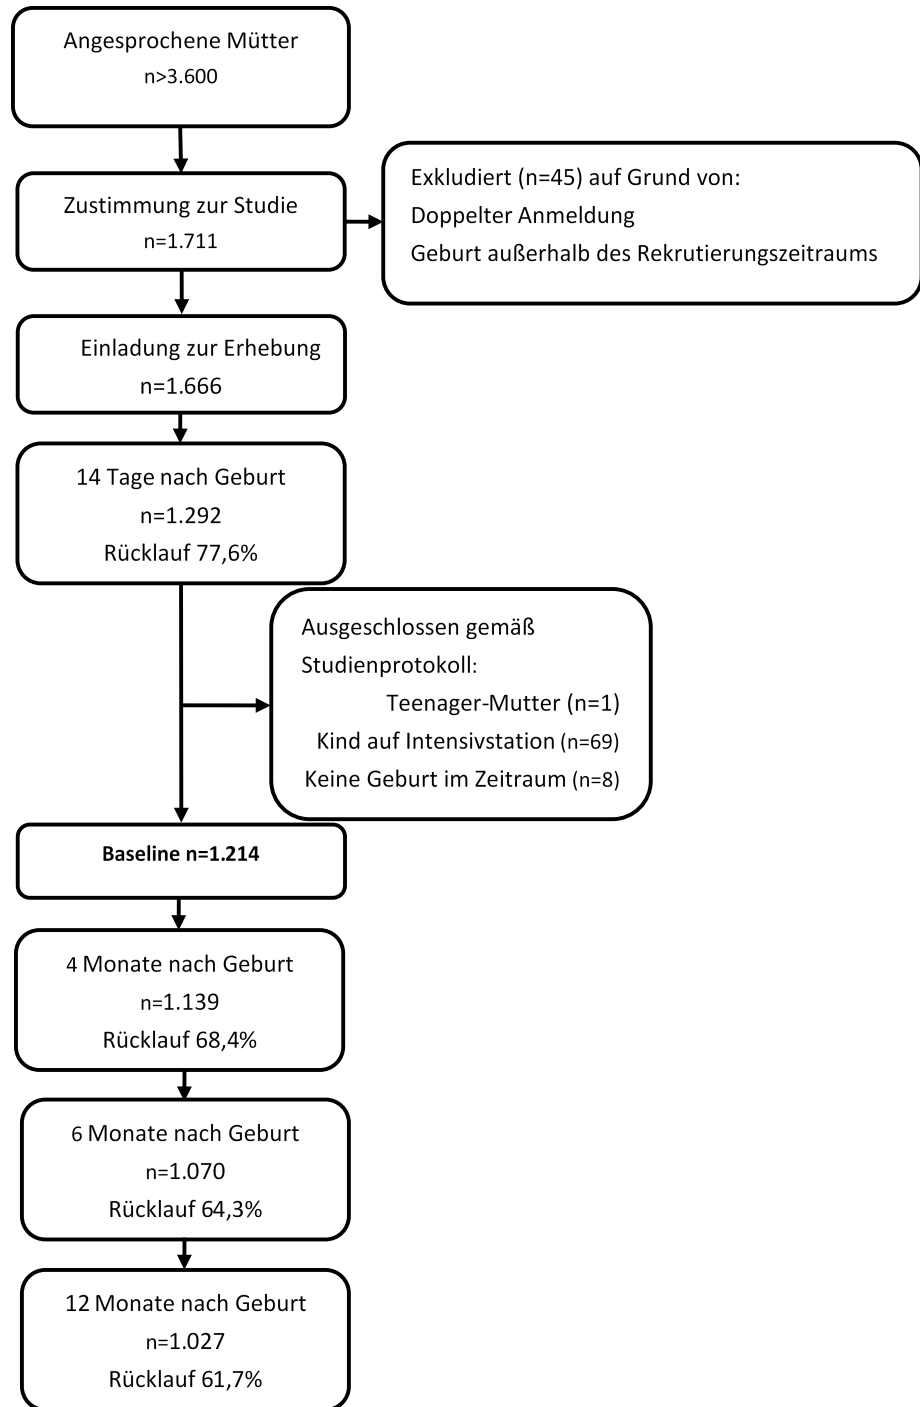 Angesprochene Mütter
n>3.600
Zustimmung zur Studie
n=1.711
Exkludiert (n=45) auf Grund von:
Doppelter Anmeldung
Geburt außerhalb des Rekrutierungszeitraums
Einladung zur Erhebung
n=1.666
14 Tage nach Geburt
n=1.292
Rücklauf 77,6%
Ausgeschlossen gemäß
Studienprotokoll:
Teenager-Mutter (n=1)
Kind auf Intensivstation (n=69)
Keine Geburt im Zeitraum (n=8)
Baseline n=1.214
4 Monate nach Geburt
n=1.139
Rücklauf 68,4%
6 Monate nach Geburt
n=1.070
Rücklauf 64,3%
12 Monate nach Geburt
n=1.027
Rücklauf 61,7%